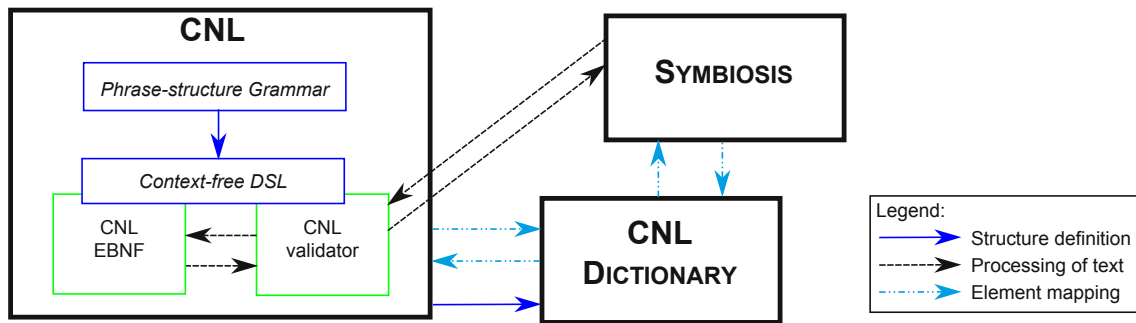 CNL
Phrase-structure Grammar
Context-free DSL
CNL
EBNF
CNL
validator
SYMBIOSIS
CNL
DICTIONARY
Legend:
Structure definition
Processing of text
Element mapping